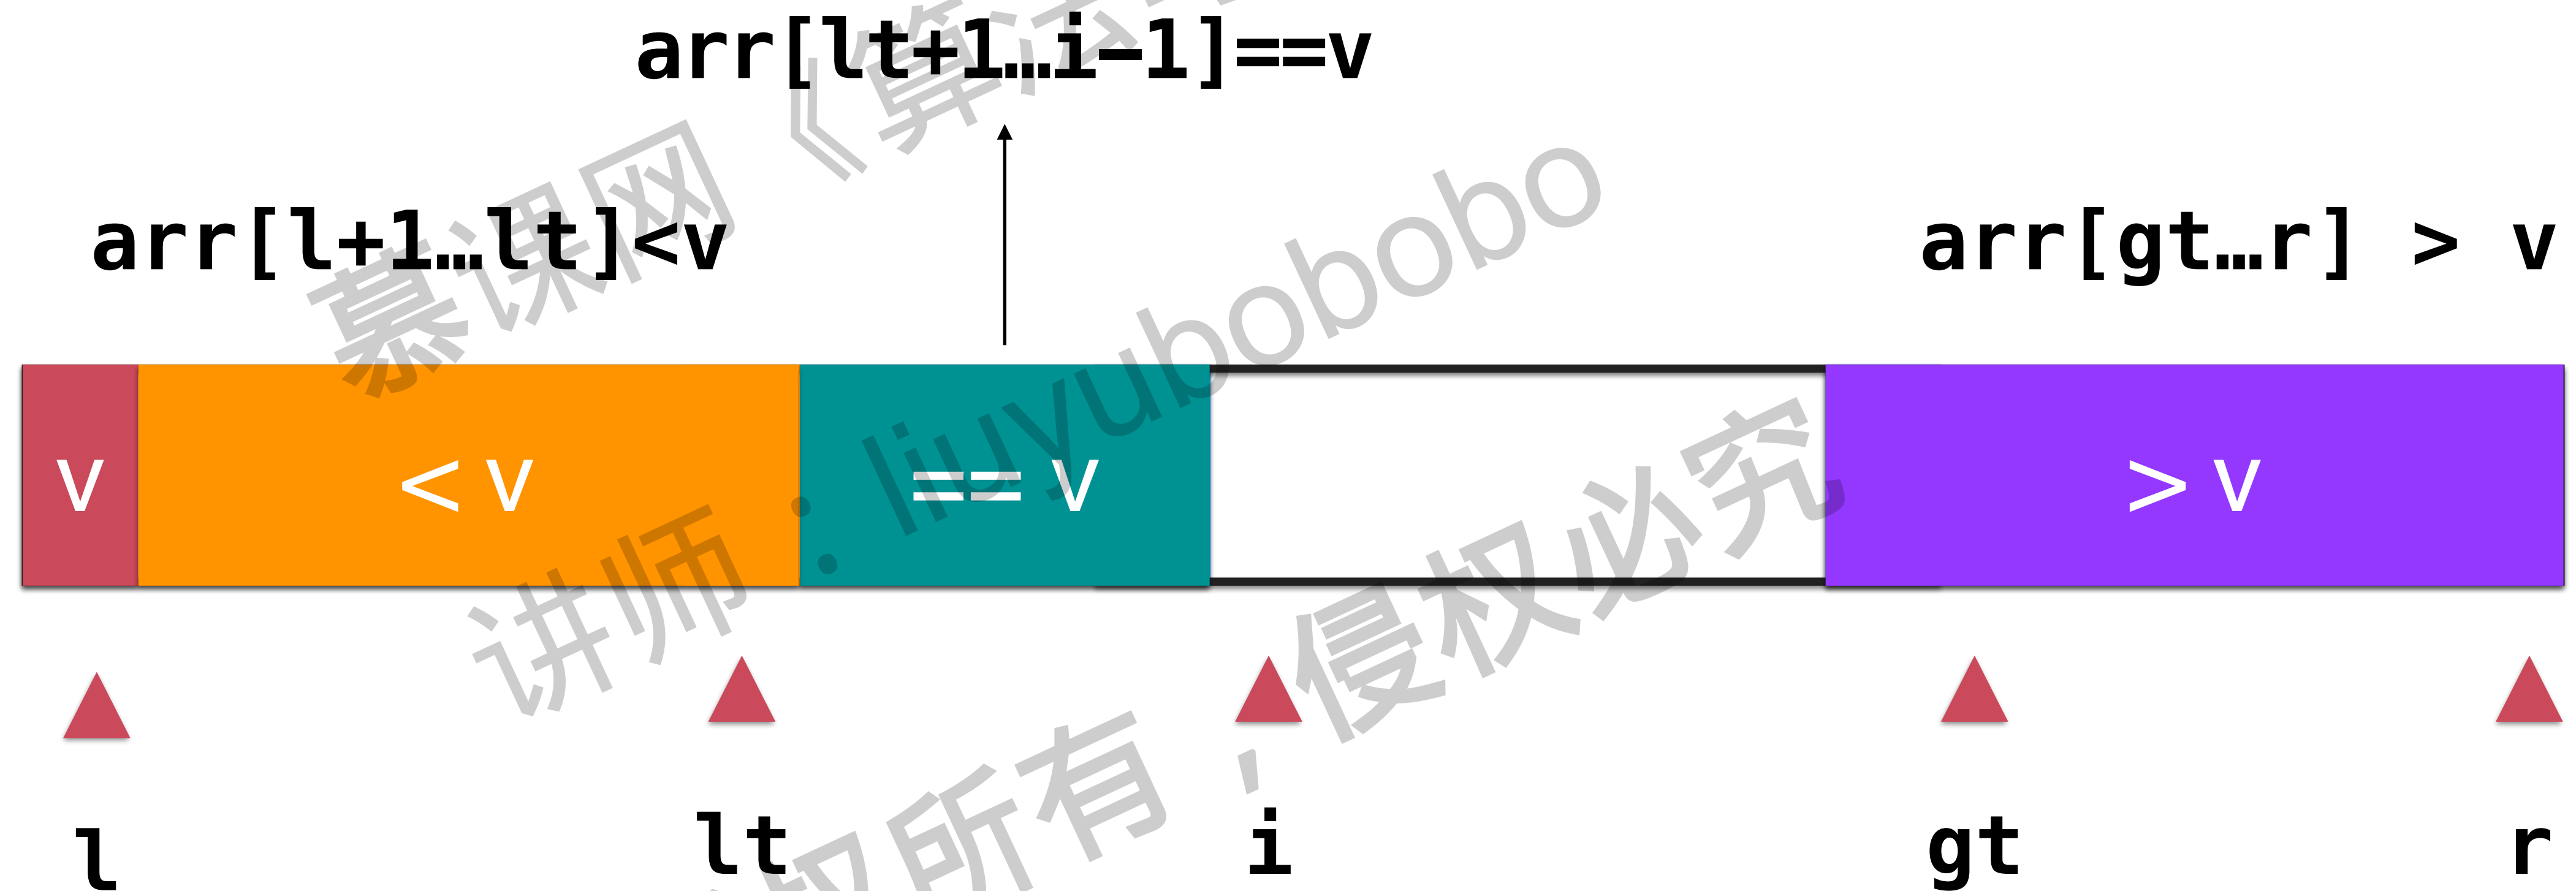 arr[lt+1…i−1]==v
arr[l+1…lt]<v
arr[gt…r] > v
v
< v
== v
> v
l
lt
i
gt
r
慕课网《算法
讲师：liuyubobobo
权所有，侵权必究